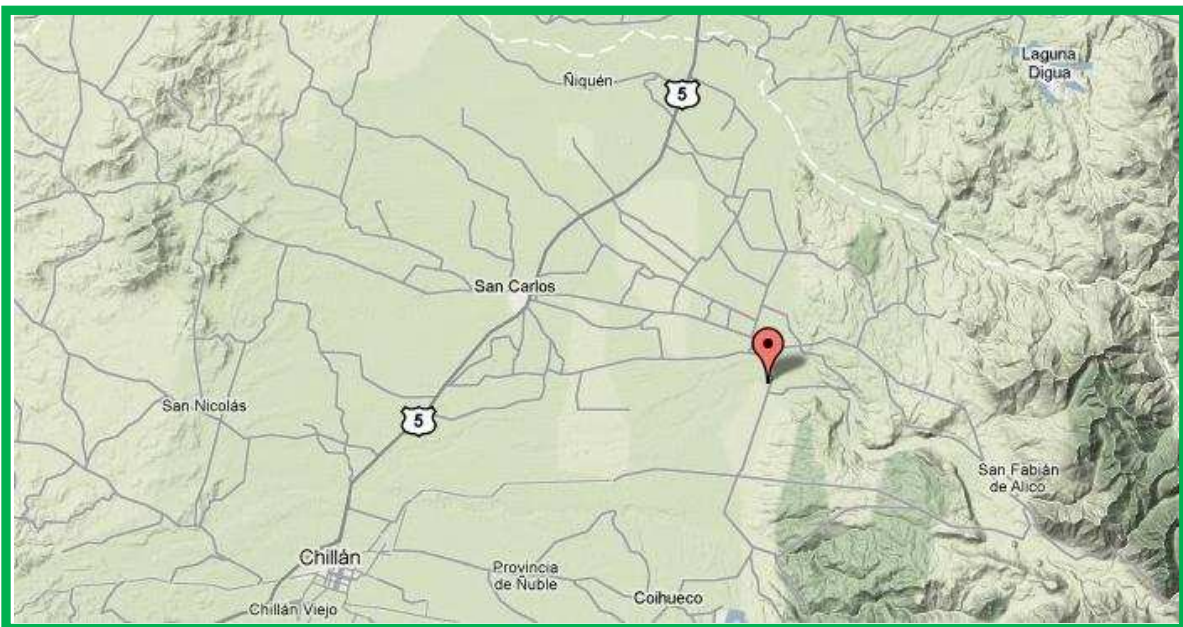 Laguna
Digua
Ñiquén
5
San Carlos
San Nicolás
5
San Fabián
de Alico
Chillán
Provincia
de Ñuble
Coihueco
Chillán Viejo